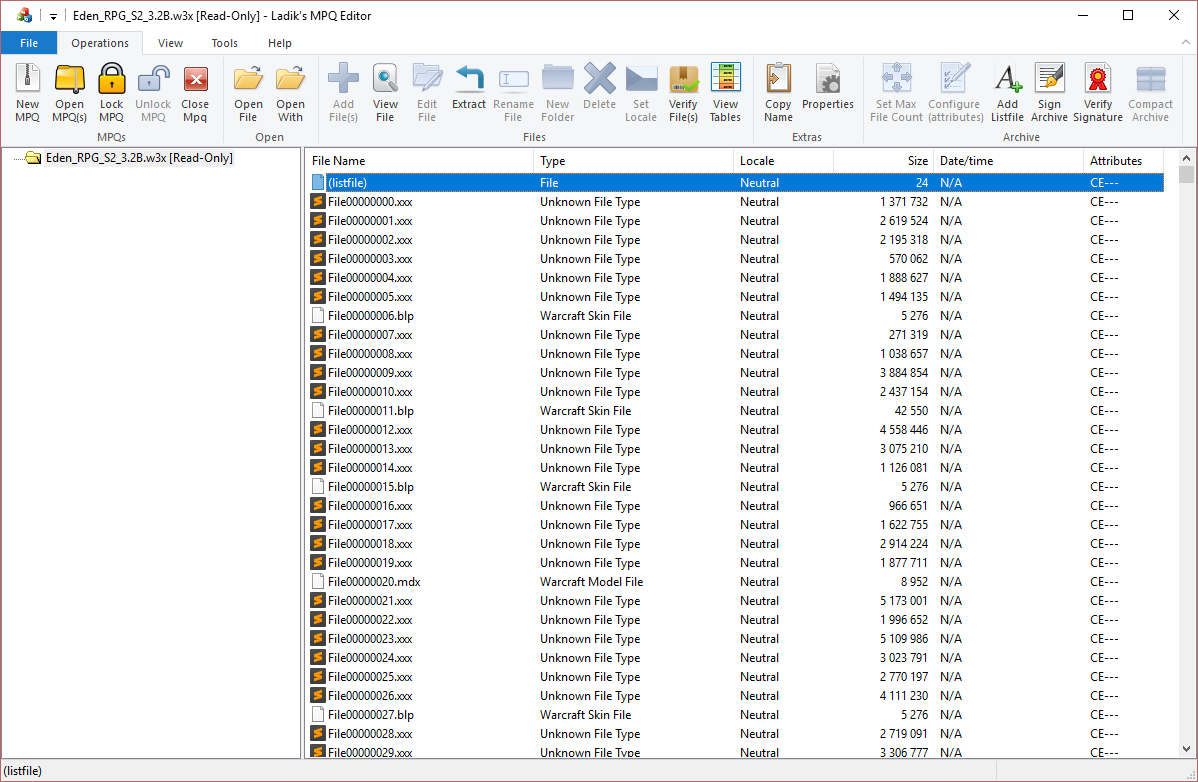 Eden_RPG_S2_3.2B.w3x [Read-Only] - Ladik's MPQ Editor
File Operations View Tools Help
New MPQ Open MPQ(s) Lock MPQ Unlock MPQ Close Mpq Open File Open With Add File(s) View File Edit File Extract Rename File New Folder Delete Set Locale Verify File(s) View Tables Copy Name Properties Set Max File Count Configure (attributes) Add Listfile Sign Archive Verify Signature Compact Archive
MPQs Open Files Extras Archive
Eden_RPG_S2_3.2B.w3x [Read-Only]
File Name Type Locale Size Date/time Attributes
(listfile) File Neutral 24 N/A CE---
File00000000.xxx Unknown File Type Neutral 1 371 732 N/A CE---
File00000001.xxx Unknown File Type Neutral 2 619 524 N/A CE---
File00000002.xxx Unknown File Type Neutral 2 195 318 N/A CE---
File00000003.xxx Unknown File Type Neutral 570 062 N/A CE---
File00000004.xxx Unknown File Type Neutral 1 888 627 N/A CE---
File00000005.xxx Unknown File Type Neutral 1 494 135 N/A CE---
File00000006.blp Warcraft Skin File Neutral 5 276 N/A CE---
File00000007.xxx Unknown File Type Neutral 271 319 N/A CE---
File00000008.xxx Unknown File Type Neutral 1 038 657 N/A CE---
File00000009.xxx Unknown File Type Neutral 3 884 854 N/A CE---
File00000010.xxx Unknown File Type Neutral 2 437 154 N/A CE---
File00000011.blp Warcraft Skin File Neutral 42 550 N/A CE---
File00000012.xxx Unknown File Type Neutral 4 558 446 N/A CE---
File00000013.xxx Unknown File Type Neutral 3 075 210 N/A CE---
File00000014.xxx Unknown File Type Neutral 1 126 081 N/A CE---
File00000015.blp Warcraft Skin File Neutral 5 276 N/A CE---
File00000016.xxx Unknown File Type Neutral 966 651 N/A CE---
File00000017.xxx Unknown File Type Neutral 1 622 755 N/A CE---
File00000018.xxx Unknown File Type Neutral 2 914 224 N/A CE---
File00000019.xxx Unknown File Type Neutral 1 877 711 N/A CE---
File00000020.mdx Warcraft Model File Neutral 8 952 N/A CE---
File00000021.xxx Unknown File Type Neutral 5 173 001 N/A CE---
File00000022.xxx Unknown File Type Neutral 1 996 652 N/A CE---
File00000023.xxx Unknown File Type Neutral 5 109 986 N/A CE---
File00000024.xxx Unknown File Type Neutral 3 023 791 N/A CE---
File00000025.xxx Unknown File Type Neutral 2 770 197 N/A CE---
File00000026.xxx Unknown File Type Neutral 4 111 230 N/A CE---
File00000027.blp Warcraft Skin File Neutral 5 276 N/A CE---
File00000028.xxx Unknown File Type Neutral 2 719 091 N/A CE---
File00000029.xxx Unknown File Type Neutral 3 306 777 N/A CE---
(listfile)